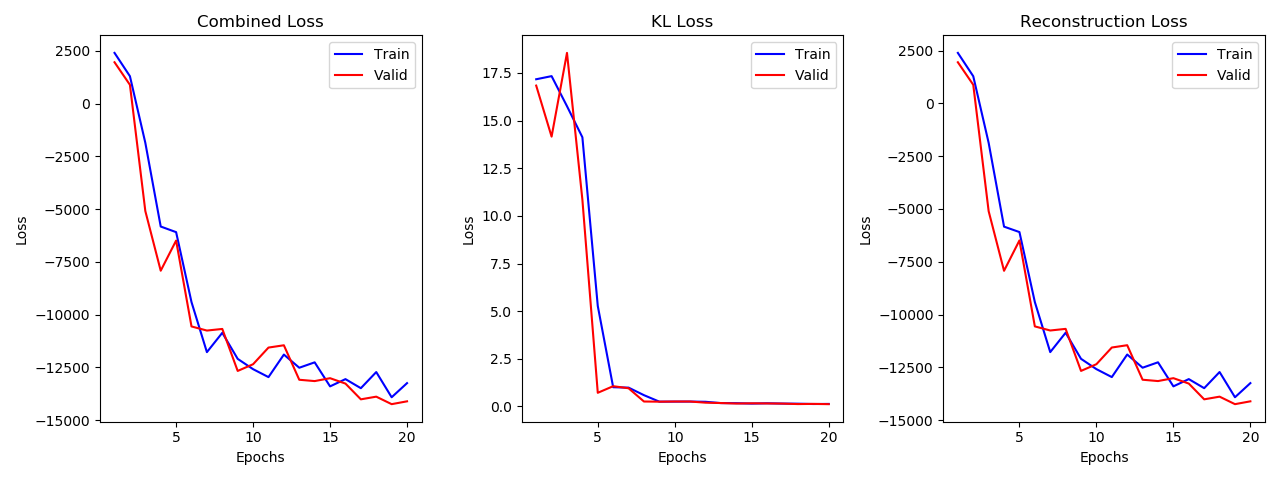 Combined Loss
KL Loss
Reconstruction Loss
2500
0
−2500
−5000
−7500
−10000
−12500
−15000
Loss
Train
Valid
5
10
15
20
Epochs
17.5
15.0
12.5
10.0
7.5
5.0
2.5
0.0
Loss
Train
Valid
5
10
15
20
Epochs
2500
0
−2500
−5000
−7500
−10000
−12500
−15000
Loss
Train
Valid
5
10
15
20
Epochs